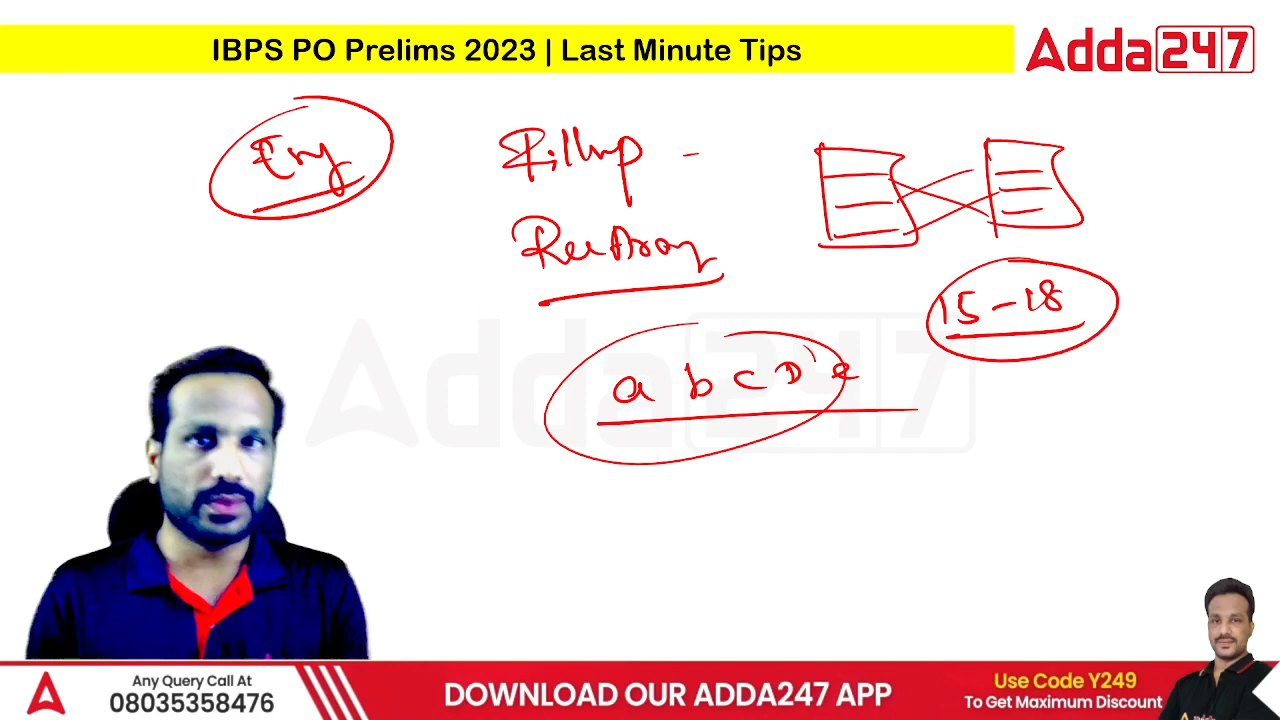 IBPS PO Prelims 2023 | Last Minute Tips
Adda247
Eng
Fillup -
15-18
a b c D e
Adda247
Any Query Call At
08035358476
DOWNLOAD OUR ADDA247 APP
Use Code Y249
To Get Maximum Discount